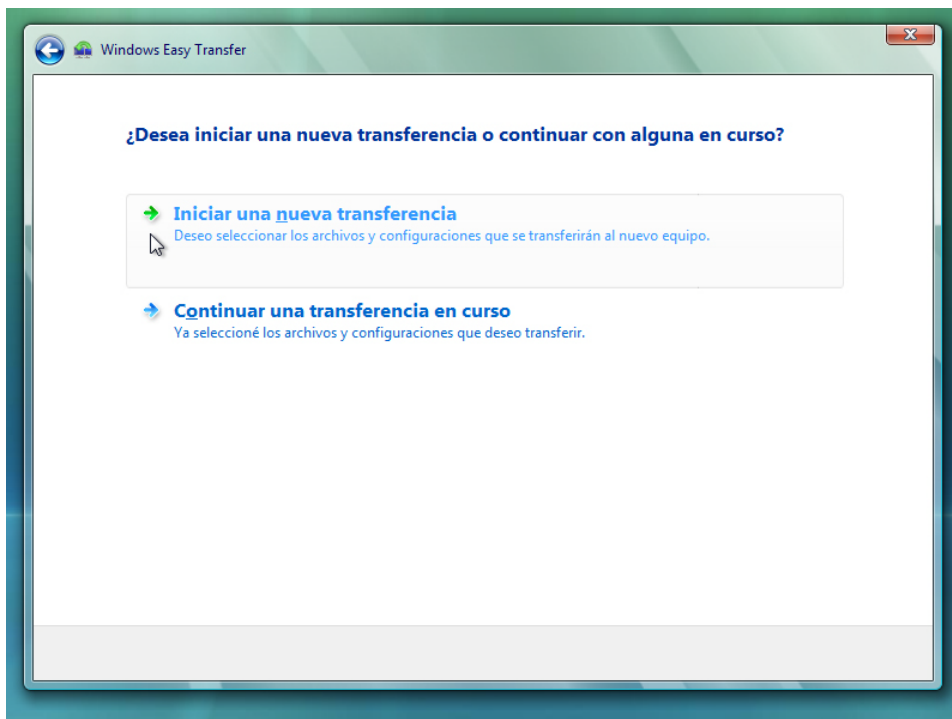 Windows Easy Transfer
¿Desea iniciar una nueva transferencia o continuar con alguna en curso?
Iniciar una nueva transferencia
Deseo seleccionar los archivos y configuraciones que se transferirán al nuevo equipo.
Continuar una transferencia en curso
Ya seleccioné los archivos y configuraciones que deseo transferir.